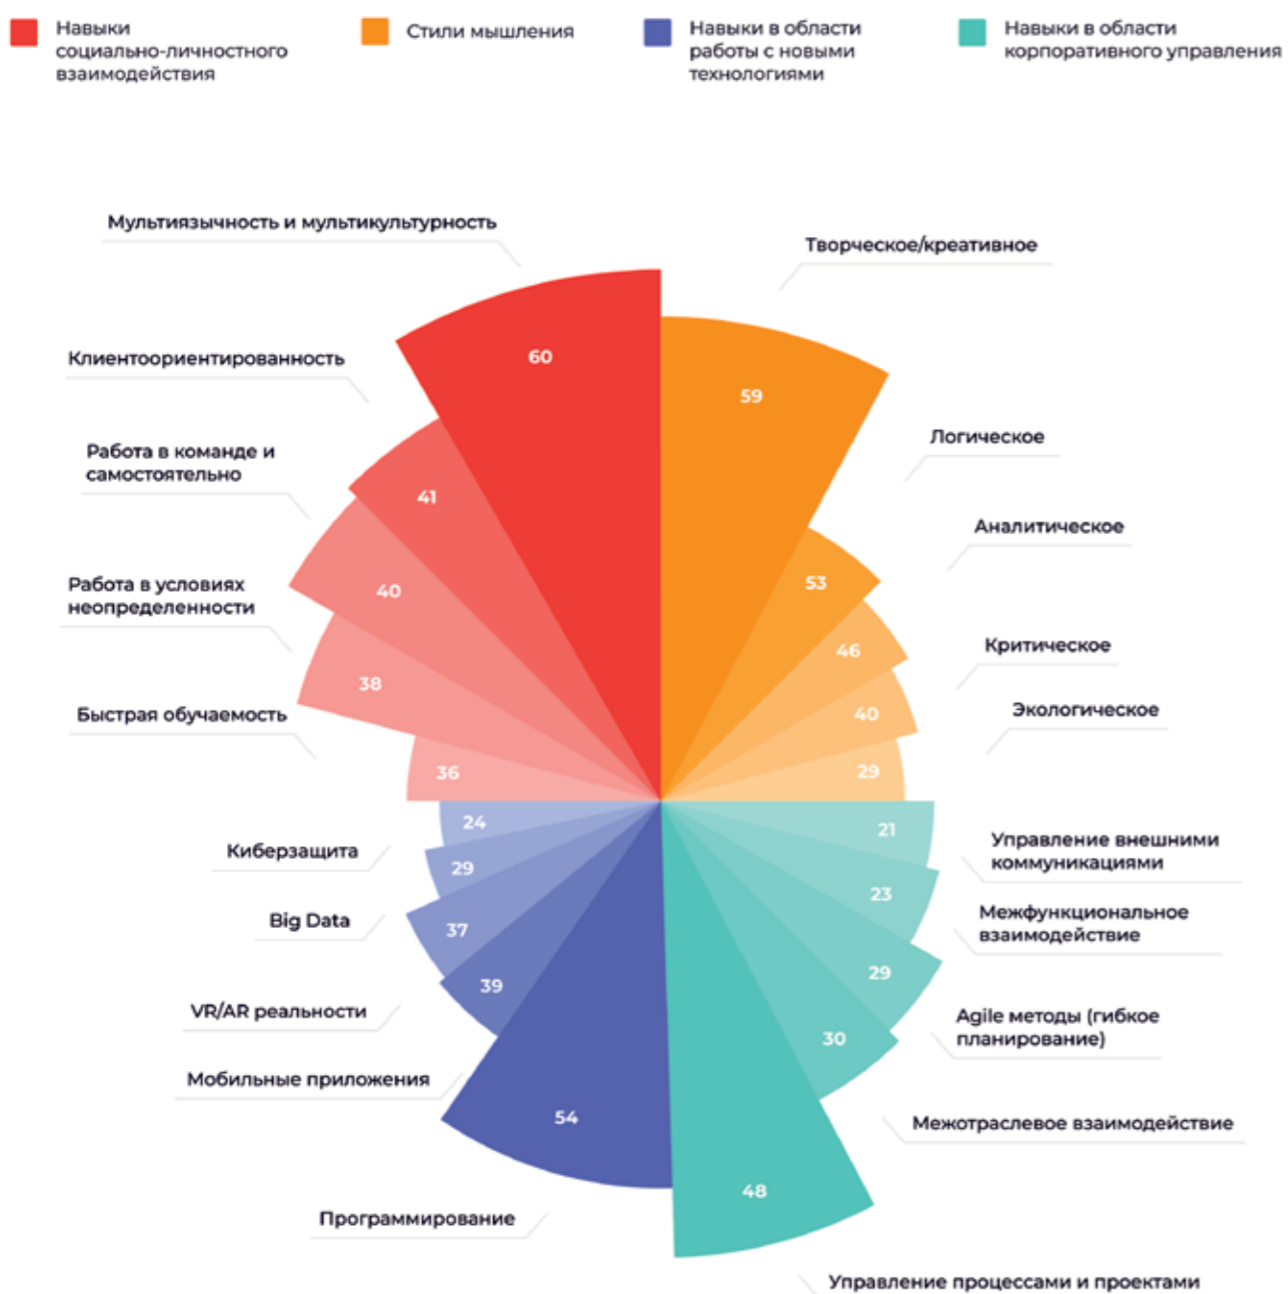 Навыки
социально-личностного
взаимодействия
Стили мышления
Навыки в области
работы с новыми
технологиями
Навыки в области
корпоративного управления
Мультиязычность и мультикультурность
Творческое/креативное
60
59
Клиентоориентированность
Логическое
41
53
Работа в команде и
самостоятельно
Аналитическое
40
46
Работа в условиях
неопределенности
Критическое
38
40
Быстрая обучаемость
Экологическое
36
29
24
21
Киберзащита
Управление внешними
коммуникациями
29
23
Big Data
Межфункциональное
взаимодействие
37
29
VR/AR реальности
Agile методы (гибкое
планирование)
39
30
Мобильные приложения
Межотраслевое взаимодействие
54
48
Программирование
Управление процессами и проектами